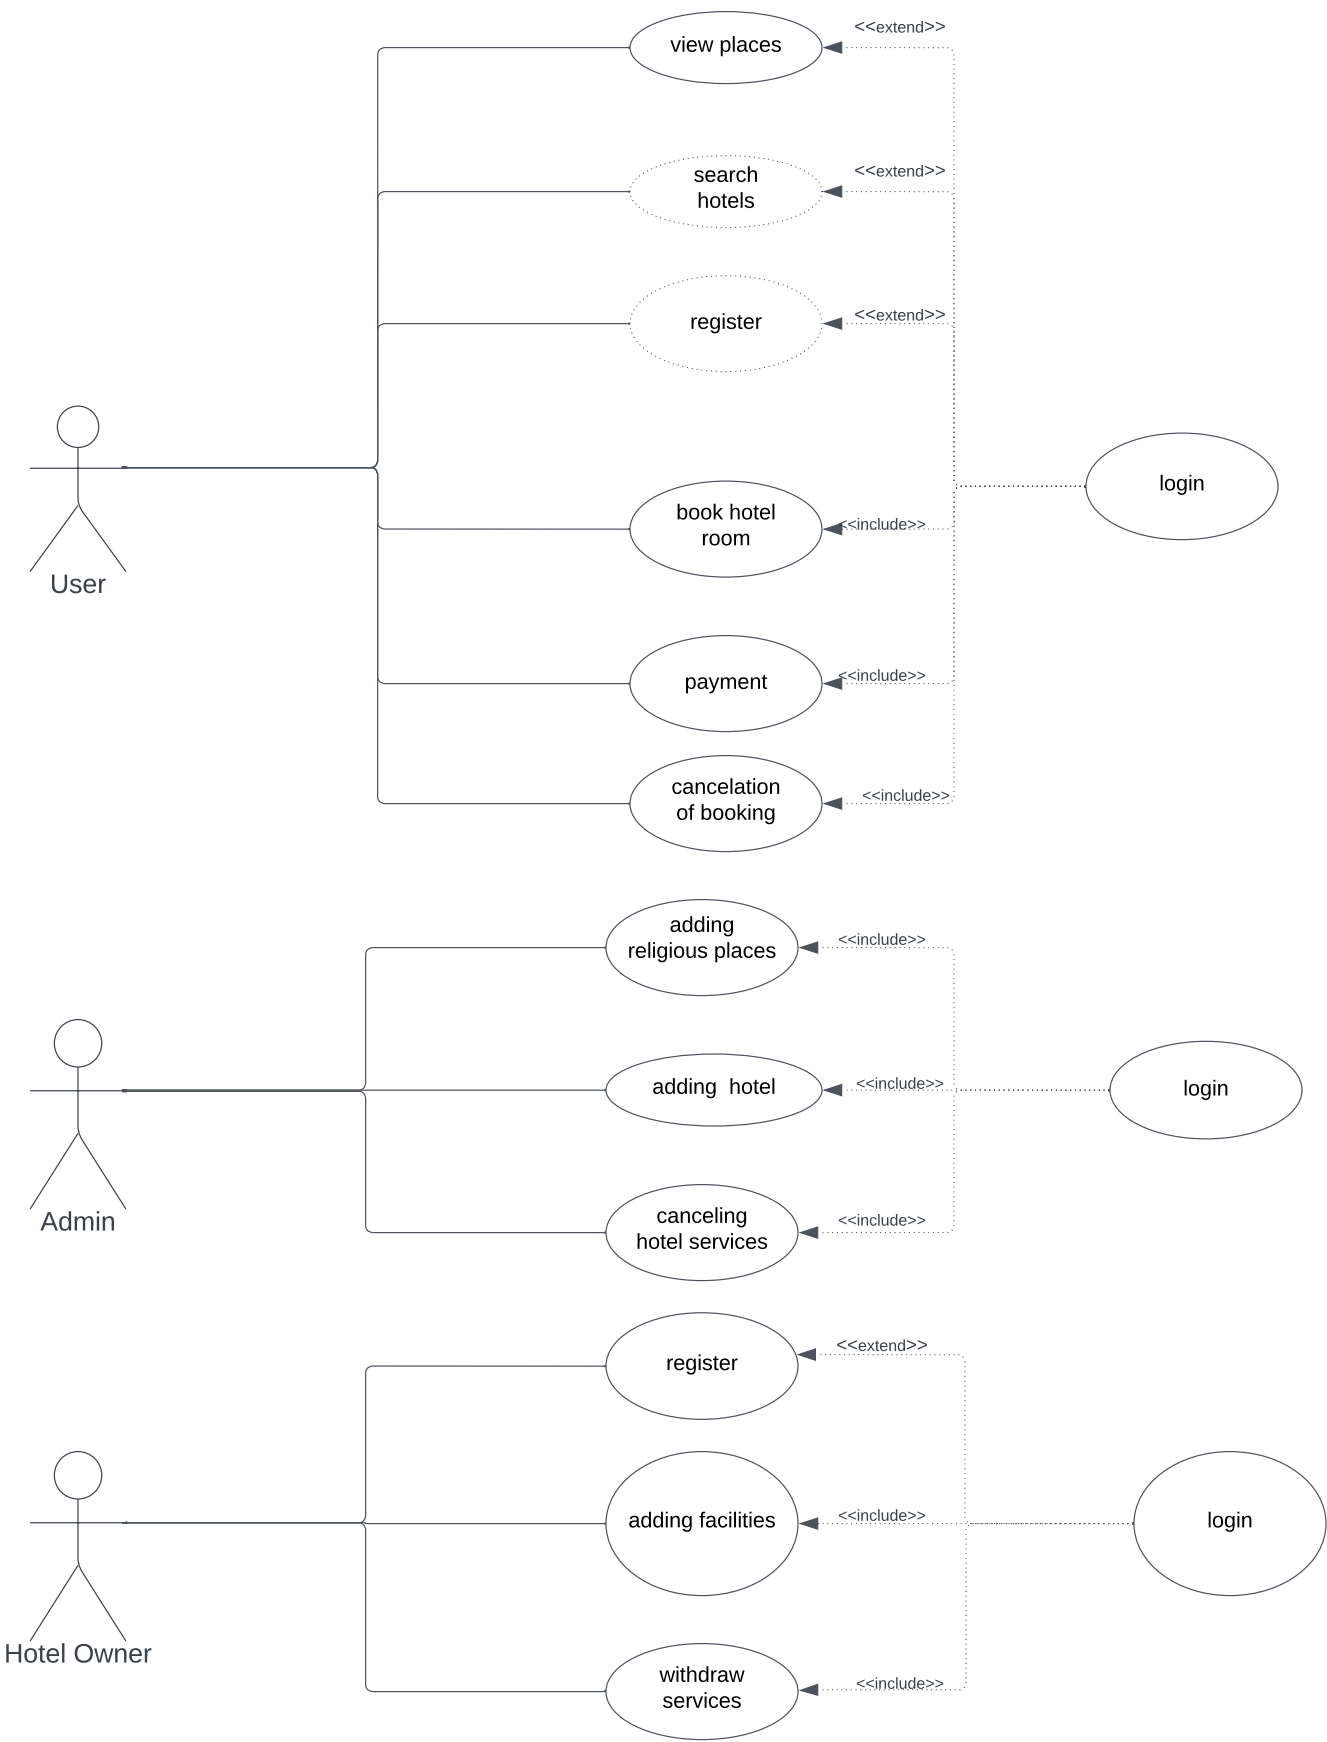 view places
<<extend>>
search
hotels
<<extend>>
register
<<extend>>
User
book hotel
room
<<include>>
login
payment
<<include>>
cancelation
of booking
<<include>>
adding
religious places
<<include>>
Admin
adding  hotel
<<include>>
login
canceling
hotel services
<<include>>
register
<<extend>>
Hotel Owner
adding facilities
<<include>>
login
withdraw
services
<<include>>